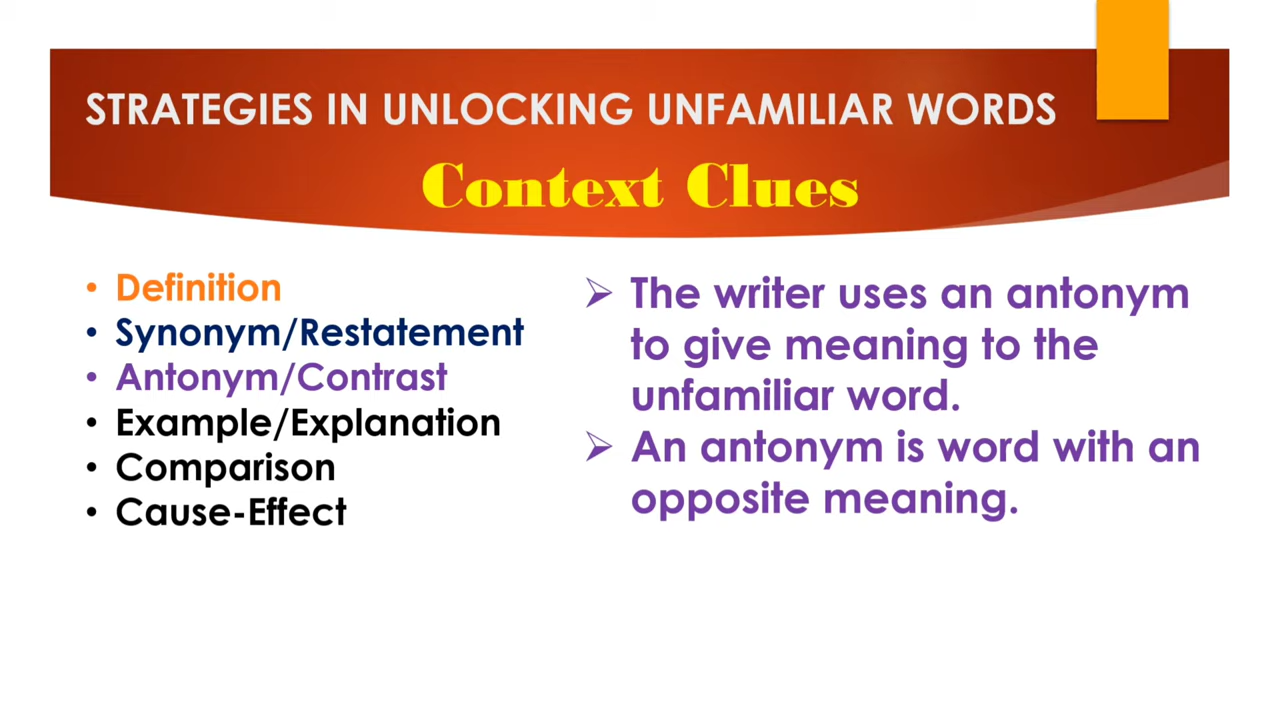 STRATEGIES IN UNLOCKING UNFAMILIAR WORDS
Context Clues
• Definition
• Synonym/Restatement
• Antonym/Contrast
• Example/Explanation
• Comparison
• Cause-Effect
➢ The writer uses an antonym
to give meaning to the
unfamiliar word.
➢ An antonym is word with an
opposite meaning.